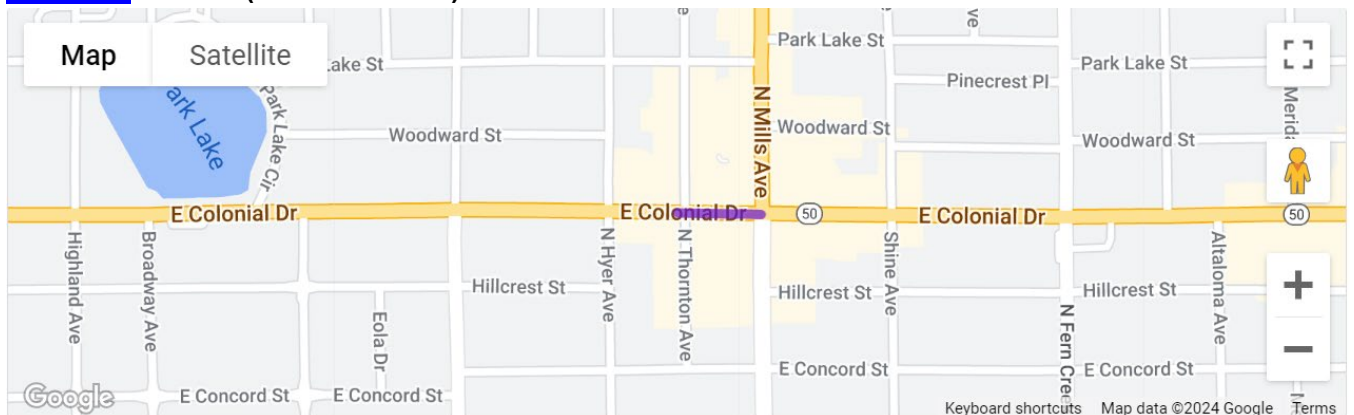 Map
Satellite
Lake St
Park Lake St
Park Lake St
Pinecrest Pl
Park Lake
Park Lake Cir
Woodward St
N Mills Ave
Woodward St
Woodward St
E Colonial Dr
E Colonial Dr
50
E Colonial Dr
50
Highland Ave
Broadway Ave
N Hyer Ave
N Thornton Ave
Shine Ave
Altaloma Ave
Hillcrest St
Hillcrest St
Hillcrest St
Eola Dr
N Fern Cree
E Concord St
E Concord St
E Concord St
E Concord St
Google
Keyboard shortcuts
Map data ©2024 Google
Terms